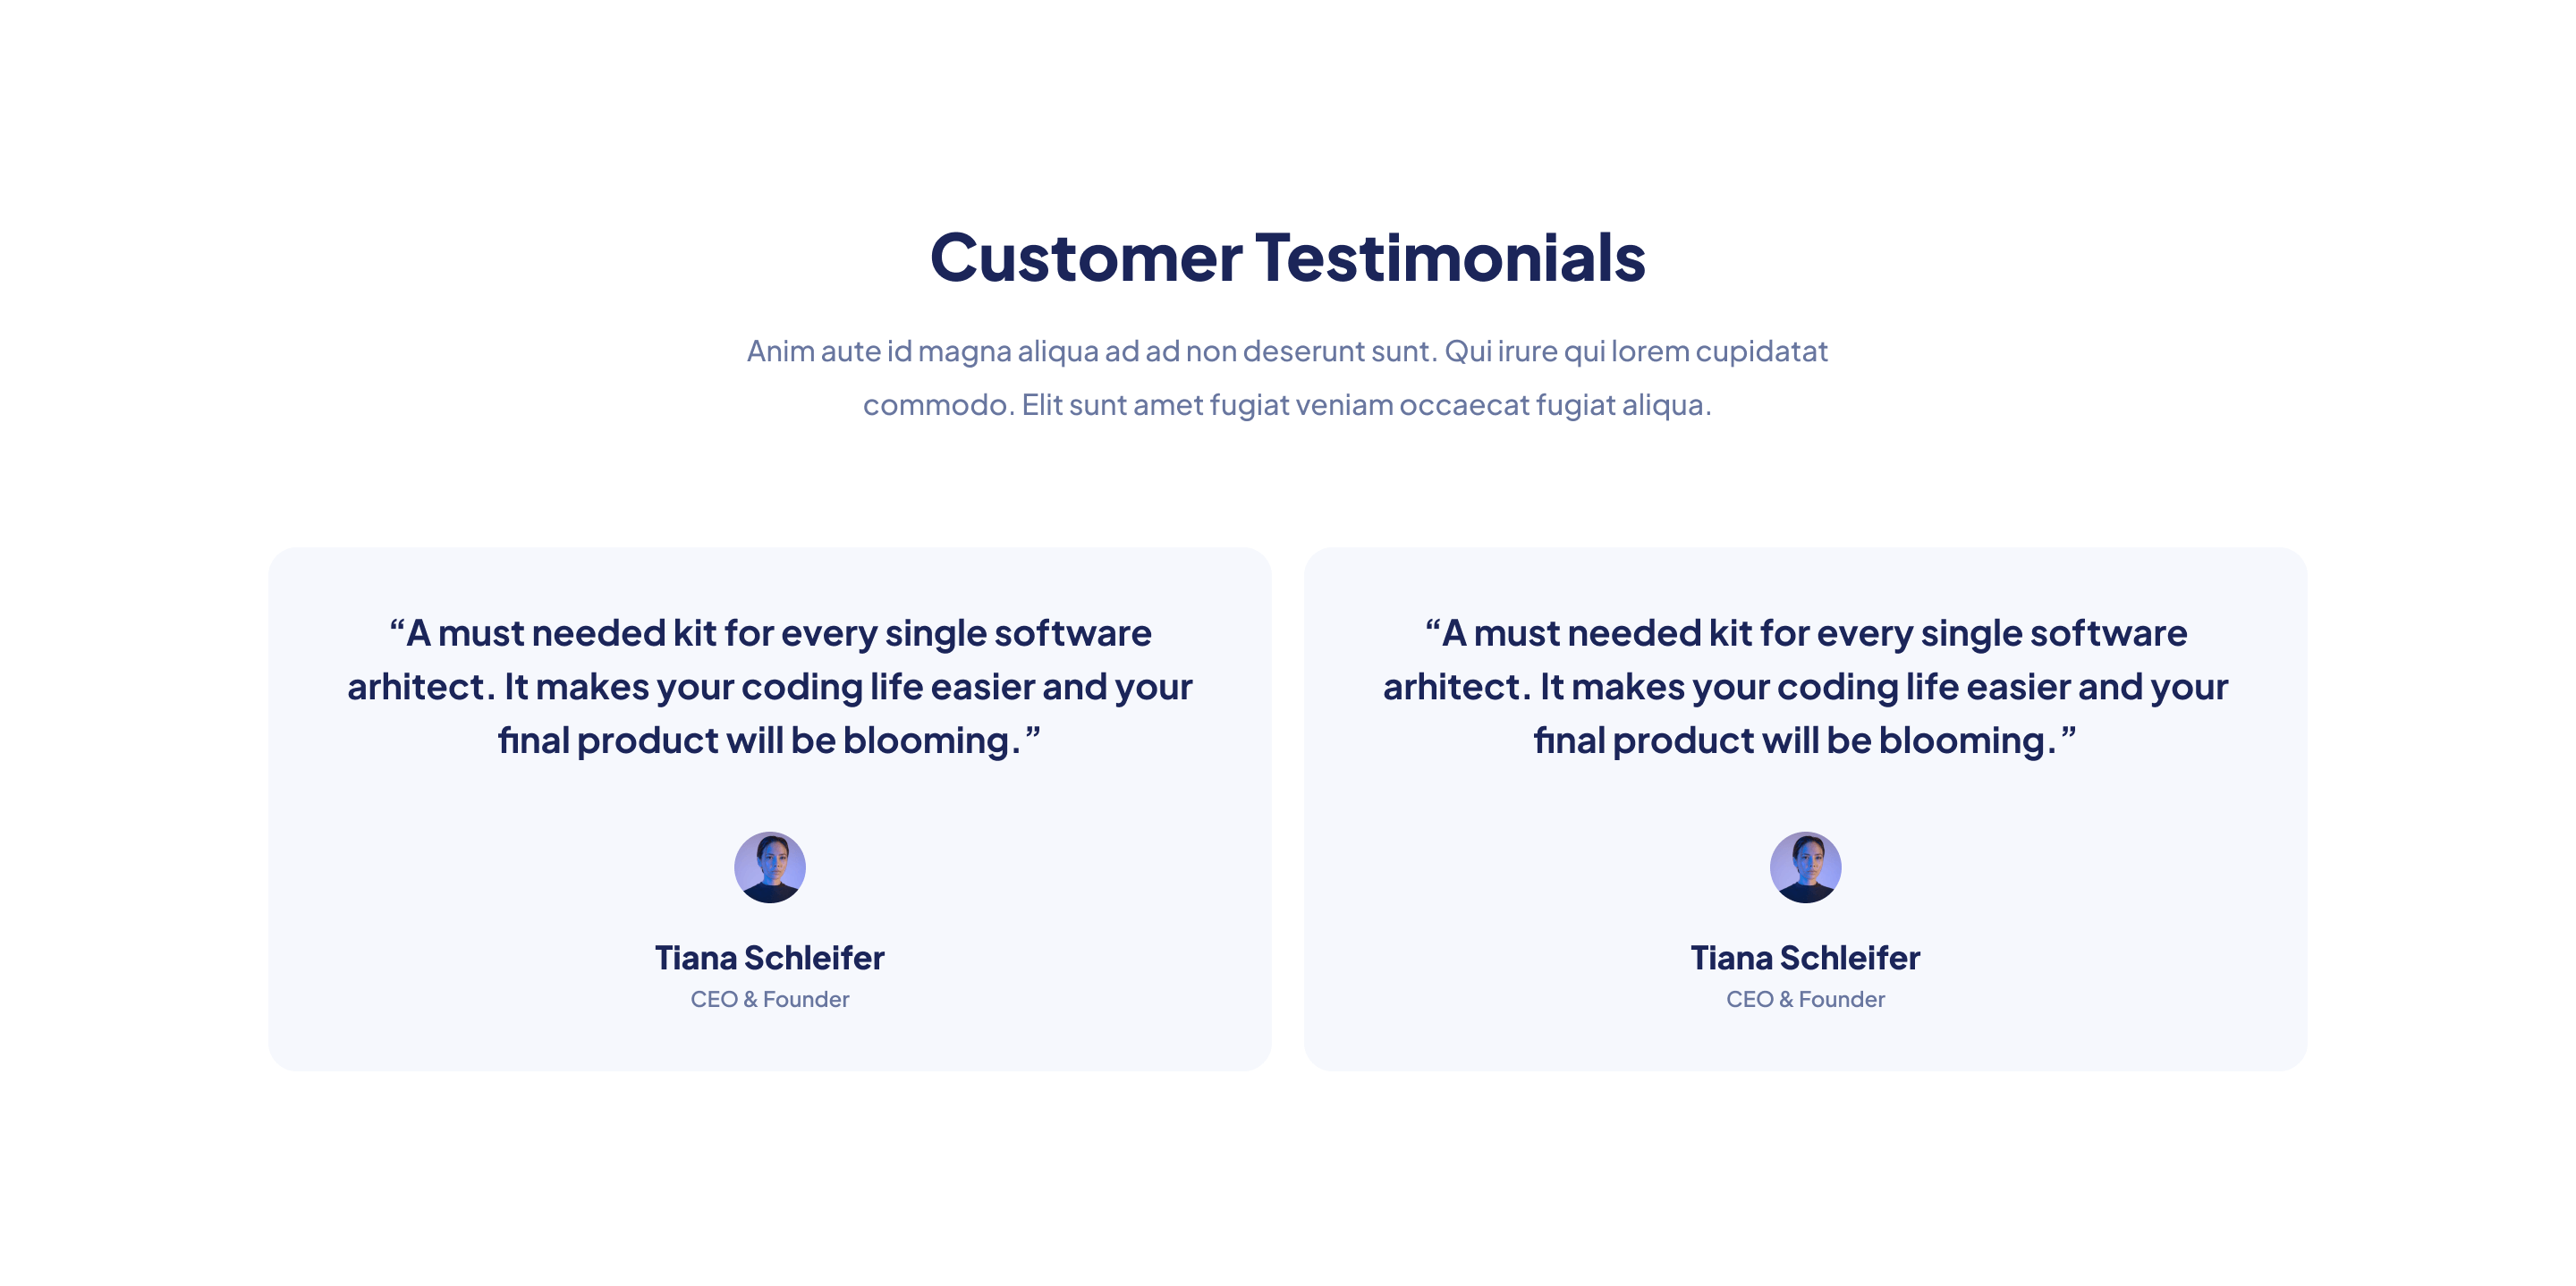 Customer Testimonials
Anim aute id magna aliqua ad ad non deserunt sunt. Qui irure qui lorem cupidatat
commodo. Elit sunt amet fugiat veniam occaecat fugiat aliqua.
“A must needed kit for every single software
arhitect. It makes your coding life easier and your
final product will be blooming.”
Tiana Schleifer
CEO & Founder
“A must needed kit for every single software
arhitect. It makes your coding life easier and your
final product will be blooming.”
Tiana Schleifer
CEO & Founder